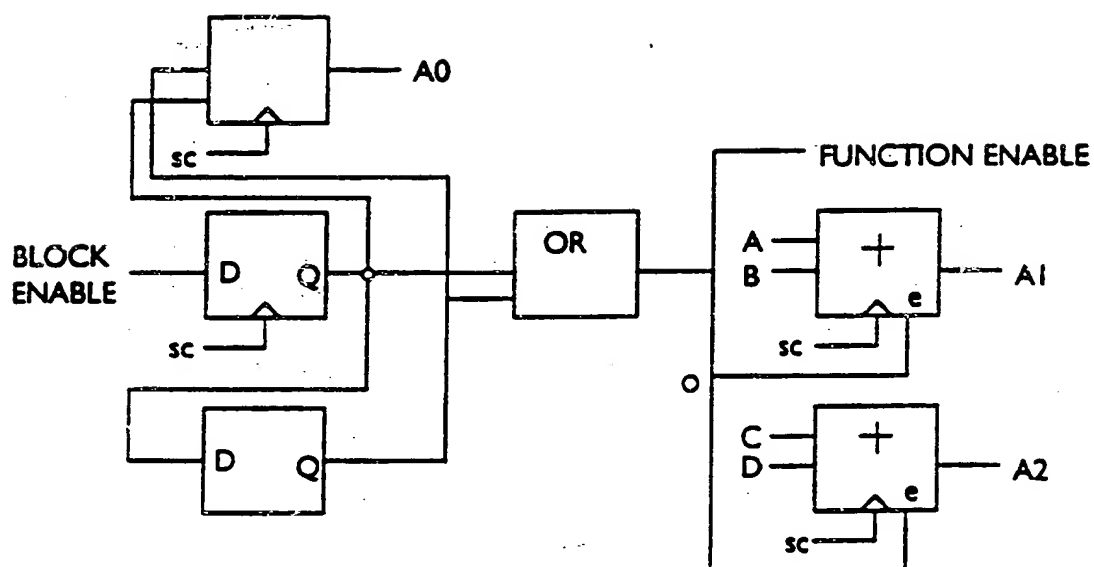 A0
sc
FUNCTION ENABLE
BLOCK
ENABLE
D Q
sc
OR
A
B
+
e
A1
sc
O
D Q
C
D
+
e
A2
sc